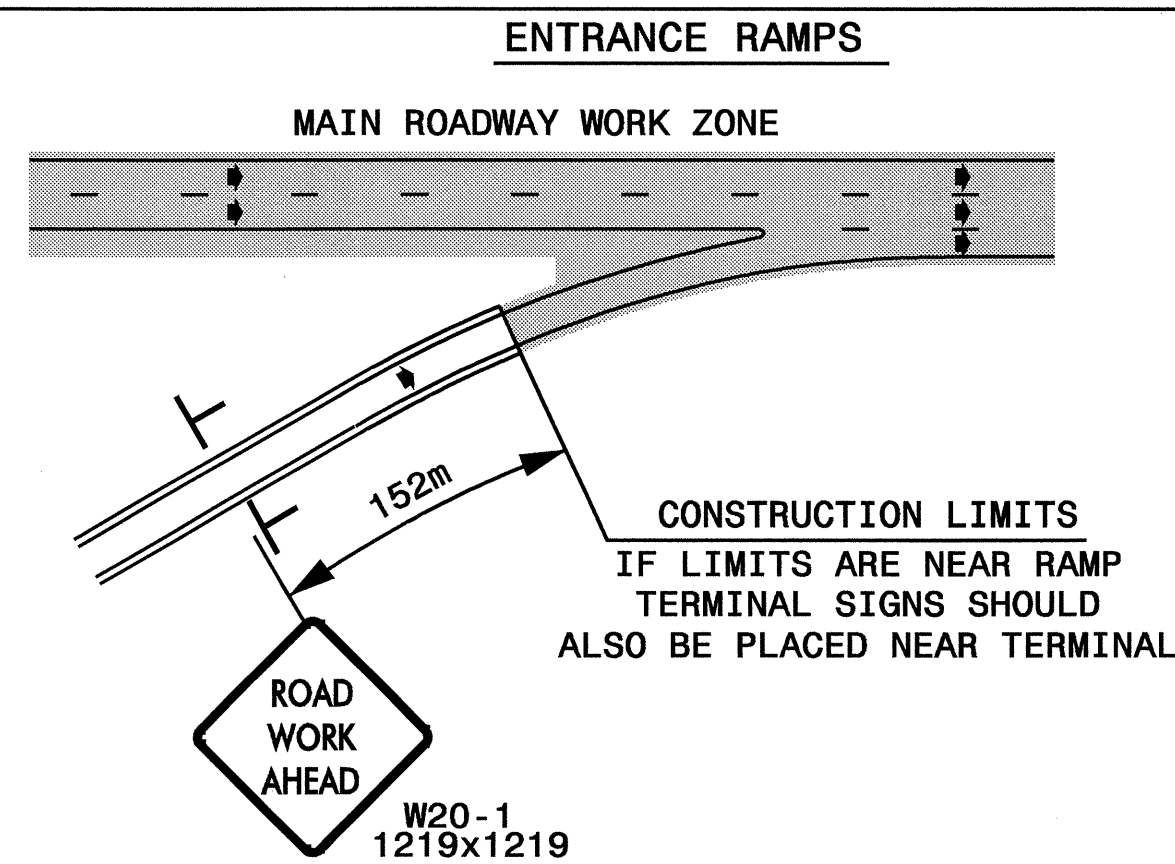 ENTRANCE RAMPS
MAIN ROADWAY WORK ZONE
152m
CONSTRUCTION LIMITS
IF LIMITS ARE NEAR RAMP
TERMINAL SIGNS SHOULD
ALSO BE PLACED NEAR TERMINAL
ROAD
WORK
AHEAD
W20-1
1219x1219